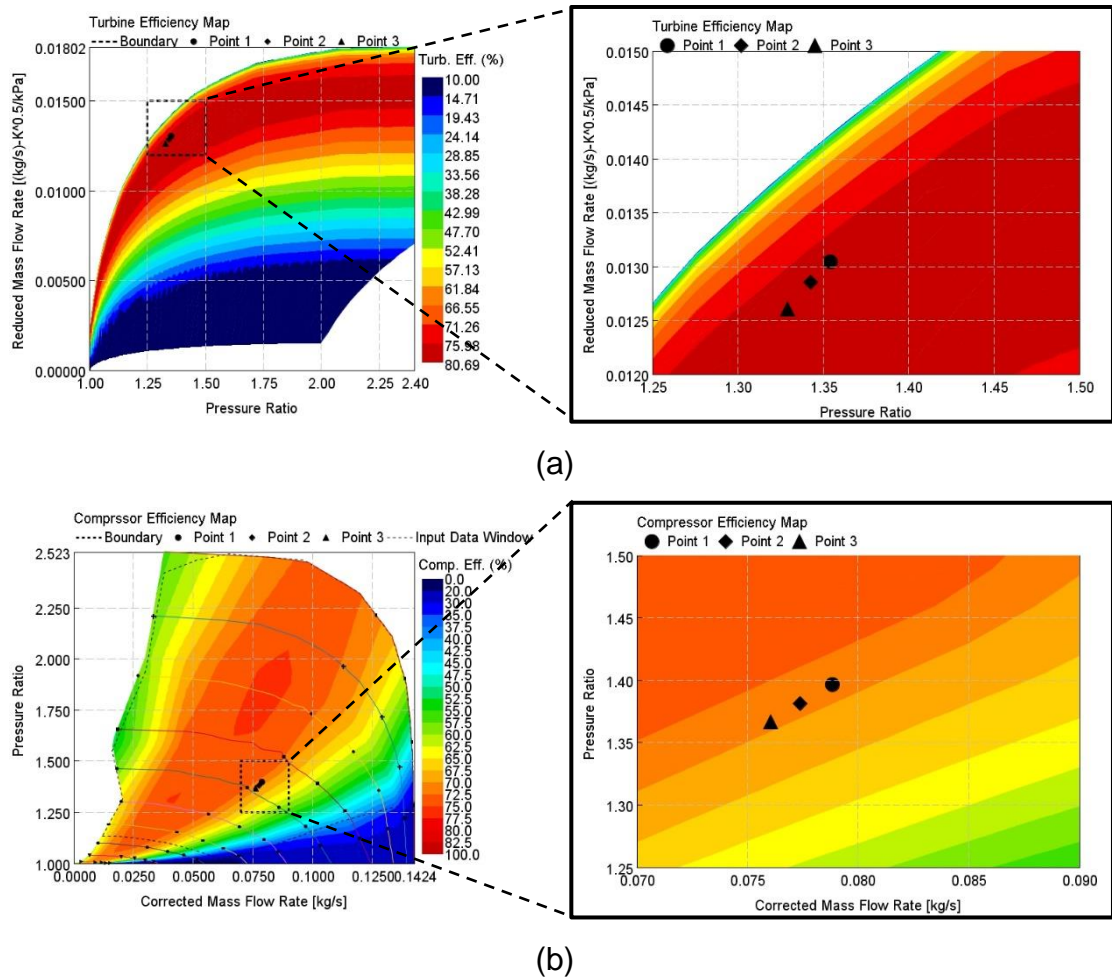 Turbine Efficiency Map
Boundary Point 1 Point 2 Point 3
0.01802
0.01500
0.01000
0.00500
0.00000
Reduced Mass Flow Rate [(kg/s)-K^0.5/kPa]
1.00 1.25 1.50 1.75 2.00 2.25 2.40
Pressure Ratio
Turb. Eff. (%)
10.00
14.71
19.43
24.14
28.85
33.56
38.28
42.99
47.70
52.41
57.13
61.84
66.55
71.26
75.98
80.69
Turbine Efficiency Map
Point 1 Point 2 Point 3
0.0150
0.0145
0.0140
0.0135
0.0130
0.0125
0.0120
Reduced Mass Flow Rate [(kg/s)-K^0.5/kPa]
1.25 1.30 1.35 1.40 1.45 1.50
Pressure Ratio
(a)
Comprssor Efficiency Map
Boundary Point 1 Point 2 Point 3 Input Data Window
2.523
2.250
2.000
1.750
1.500
1.250
1.000
Pressure Ratio
0.0000 0.0250 0.0500 0.0750 0.1000 0.1250 0.1424
Corrected Mass Flow Rate [kg/s]
Comp. Eff. (%)
0.0
20.0
30.0
35.0
37.5
40.0
42.5
45.0
47.5
50.0
52.5
55.0
57.5
60.0
62.5
65.0
67.5
70.0
72.5
75.0
77.5
80.0
82.5
100.0
Compressor Efficiency Map
Point 1 Point 2 Point 3
1.50
1.45
1.40
1.35
1.30
1.25
Pressure Ratio
0.070 0.075 0.080 0.085 0.090
Corrected Mass Flow Rate [kg/s]
(b)